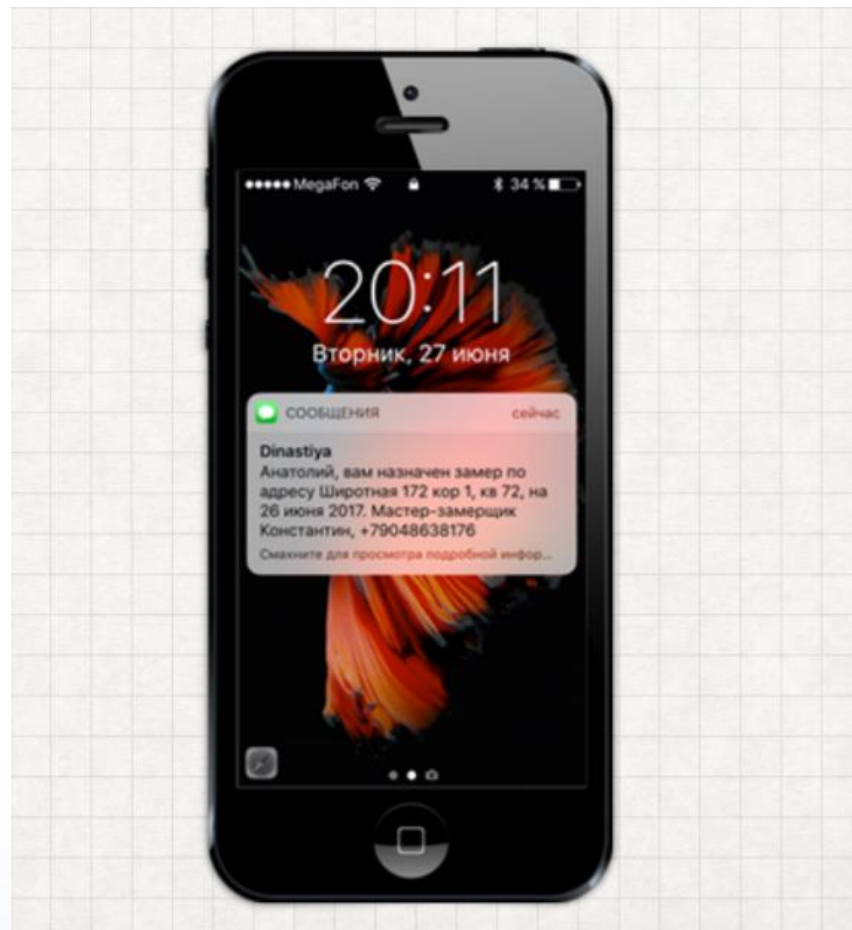 MegaFon 34 %
20:11
Вторник, 27 июня
СООБЩЕНИЯ сейчас
Dinastiya
Анатолий, вам назначен замер по
адресу Широтная 172 кор 1, кв 72, на
26 июня 2017. Мастер-замерщик
Константин, +79048638176
Смахните для просмотра подробной инфор...